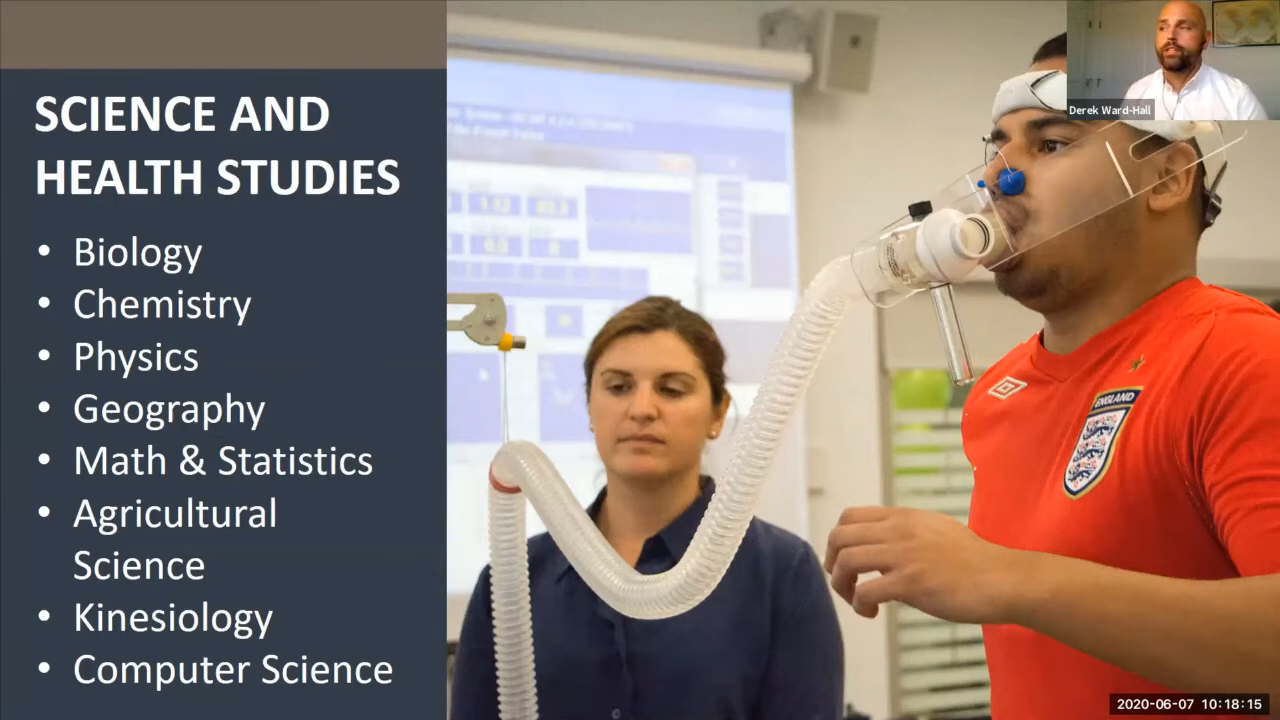 SCIENCE AND
HEALTH STUDIES
• Biology
• Chemistry
• Physics
• Geography
• Math & Statistics
• Agricultural
Science
• Kinesiology
• Computer Science
Derek Ward-Hall
ENGLAND
2020-06-07 10:18:15